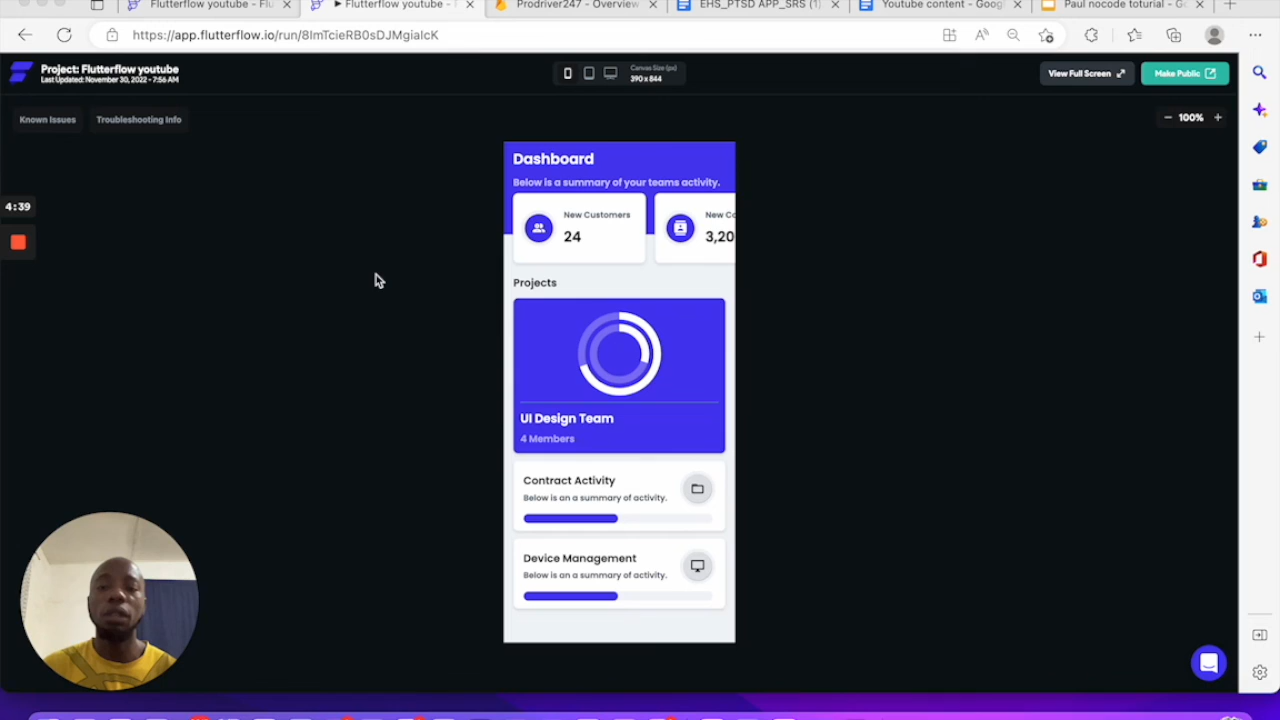 Flutterflow youtube - Flu
Flutterflow youtube - T
Prodriver247 - Overview
EHS_PTSD APP_SRS (1)
Youtube content - Googl
Paul nocode toturial - G
https://app.flutterflow.io/run/8ImTcieRB0sDJMgialcK
Project: Flutterflow youtube
Last Updated: November 30, 2022 - 7:56 AM
Canvas Size (px)
390 x 844
View Full Screen
Make Public
Known Issues
Troubleshooting Info
100%
4:39
Dashboard
Below is a summary of your teams activity.
New Customers
24
New Co
3,20
Projects
UI Design Team
4 Members
Contract Activity
Below is an a summary of activity.
Device Management
Below is an a summary of activity.